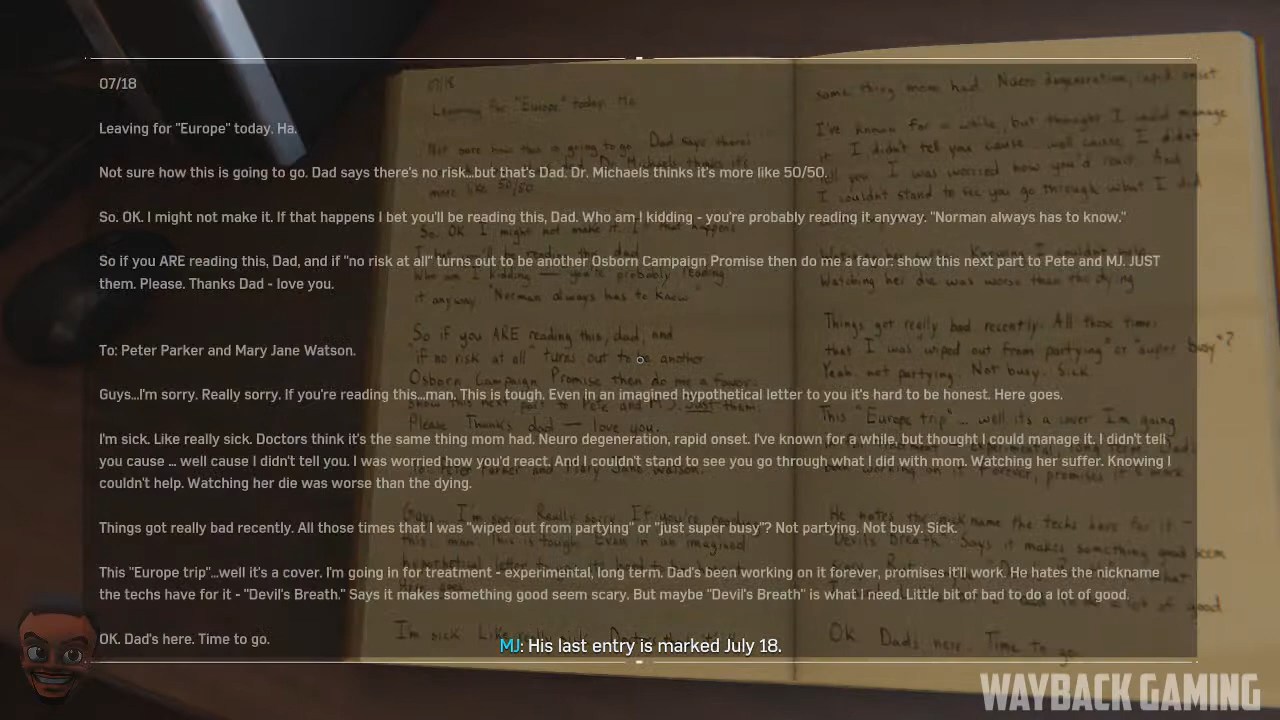 07/18
Leaving for "Europe" today. Ha.
Not sure how this is going to go. Dad says there's no risk...but that's Dad. Dr. Michaels thinks it's more like 50/50.
So. OK. I might not make it. If that happens I bet you'll be reading this, Dad. Who am I kidding - you're probably reading it anyway. "Norman always has to know."
So if you ARE reading this, Dad, and if "no risk at all" turns out to be another Osborn Campaign Promise then do me a favor: show this next part to Pete and MJ. JUST
them. Please. Thanks Dad - love you.
To: Peter Parker and Mary Jane Watson.
Guys...I'm sorry. Really sorry. If you're reading this...man. This is tough. Even in an imagined hypothetical letter to you it's hard to be honest. Here goes.
I'm sick. Like really sick. Doctors think it's the same thing mom had. Neuro degeneration, rapid onset. I've known for a while, but thought I could manage it. I didn't tell
you cause ... well cause I didn't tell you. I was worried how you'd react. And I couldn't stand to see you go through what I did with mom. Watching her suffer. Knowing I
couldn't help. Watching her die was worse than the dying.
Things got really bad recently. All those times that I was "wiped out from partying" or "just super busy"? Not partying. Not busy. Sick.
This "Europe trip"...well it's a cover. I'm going in for treatment - experimental, long term. Dad's been working on it forever, promises it'll work. He hates the nickname
the techs have for it - "Devil's Breath." Says it makes something good seem scary. But maybe "Devil's Breath" is what I need. Little bit of bad to do a lot of good.
OK. Dad's here. Time to go.
MJ: His last entry is marked July 18.
WAYBACK GAMING